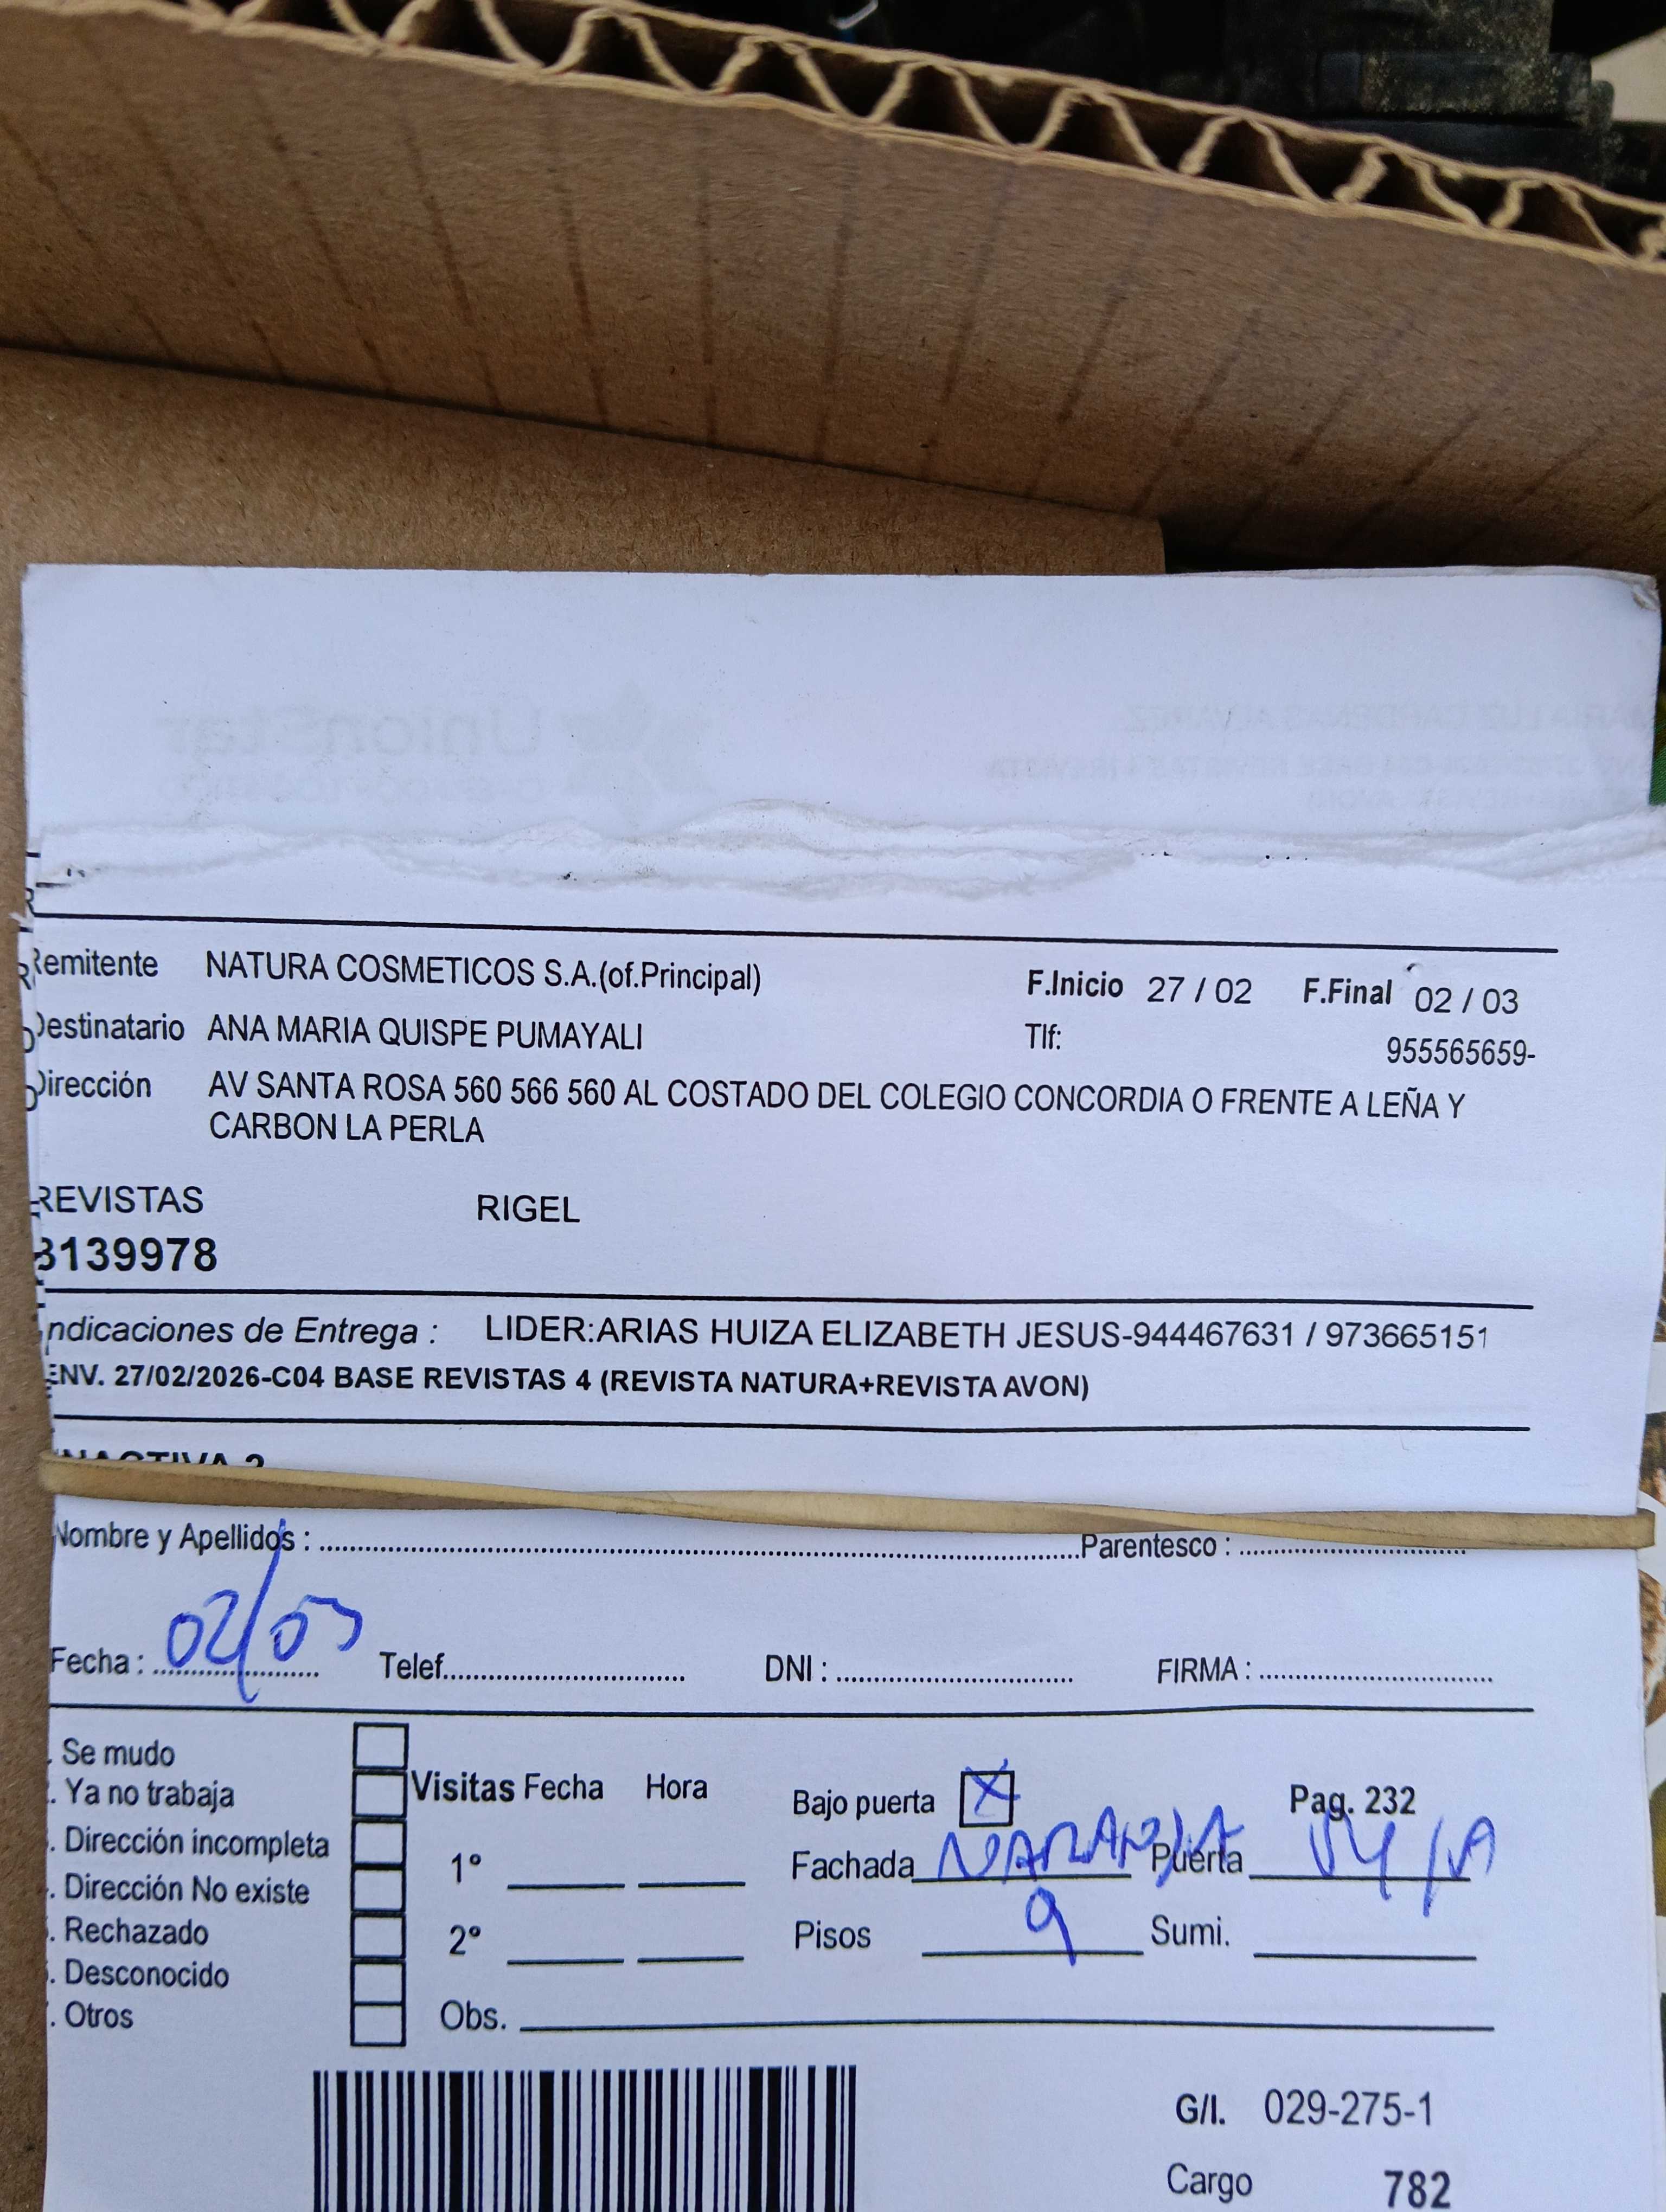 Remitente NATURA COSMETICOS S.A.(of.Principal) F.Inicio 27 / 02 F.Final 02 / 03
Destinatario ANA MARIA QUISPE PUMAYALI Tlf: 955565659-
Dirección AV SANTA ROSA 560 566 560 AL COSTADO DEL COLEGIO CONCORDIA O FRENTE A LEÑA Y
CARBON LA PERLA
REVISTAS RIGEL
3139978
Indicaciones de Entrega : LIDER:ARIAS HUIZA ELIZABETH JESUS-944467631 / 973665151
ENV. 27/02/2026-C04 BASE REVISTAS 4 (REVISTA NATURA+REVISTA AVON)
INACTIVA 2
Nombre y Apellidos : Parentesco :
Fecha : 02/03 Telef. DNI : FIRMA :
. Se mudo
. Ya no trabaja Visitas Fecha Hora Bajo puerta X Pag. 232
. Dirección incompleta 1° Fachada NARANJA Puerta
. Dirección No existe
. Rechazado 2° Pisos 9 Sumi.
. Desconocido
. Otros Obs.
G/I. 029-275-1
Cargo 782